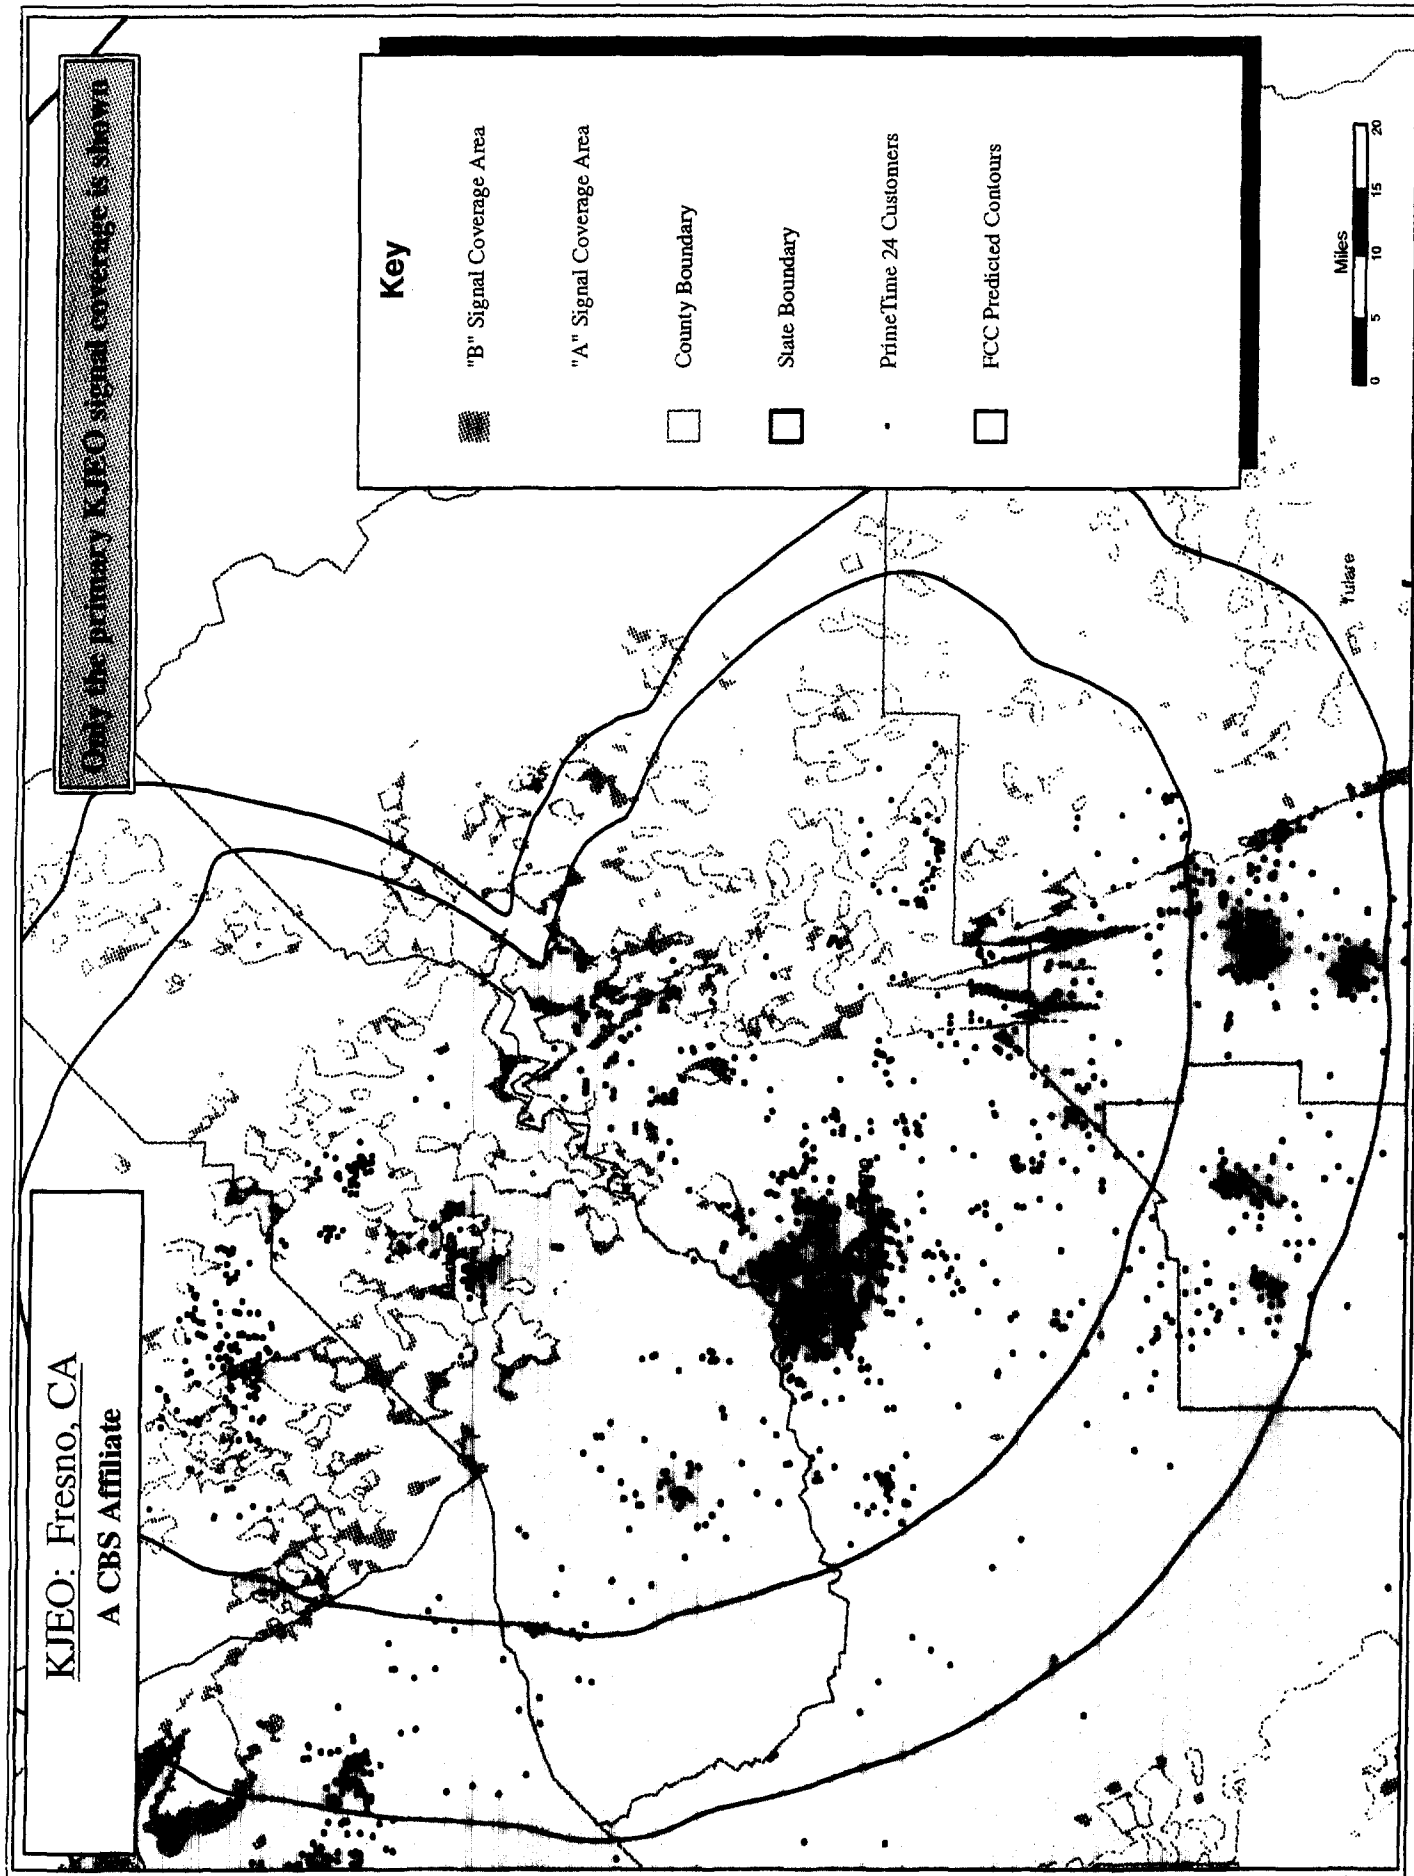 KJEO: Fresno, CA
A CBS Affiliate
Only the primary KJEO signal coverage is shown
Key
"B" Signal Coverage Area
"A" Signal Coverage Area
County Boundary
State Boundary
PrimeTime 24 Customers
FCC Predicted Contours
Miles
0 5 10 15 20
Tulare